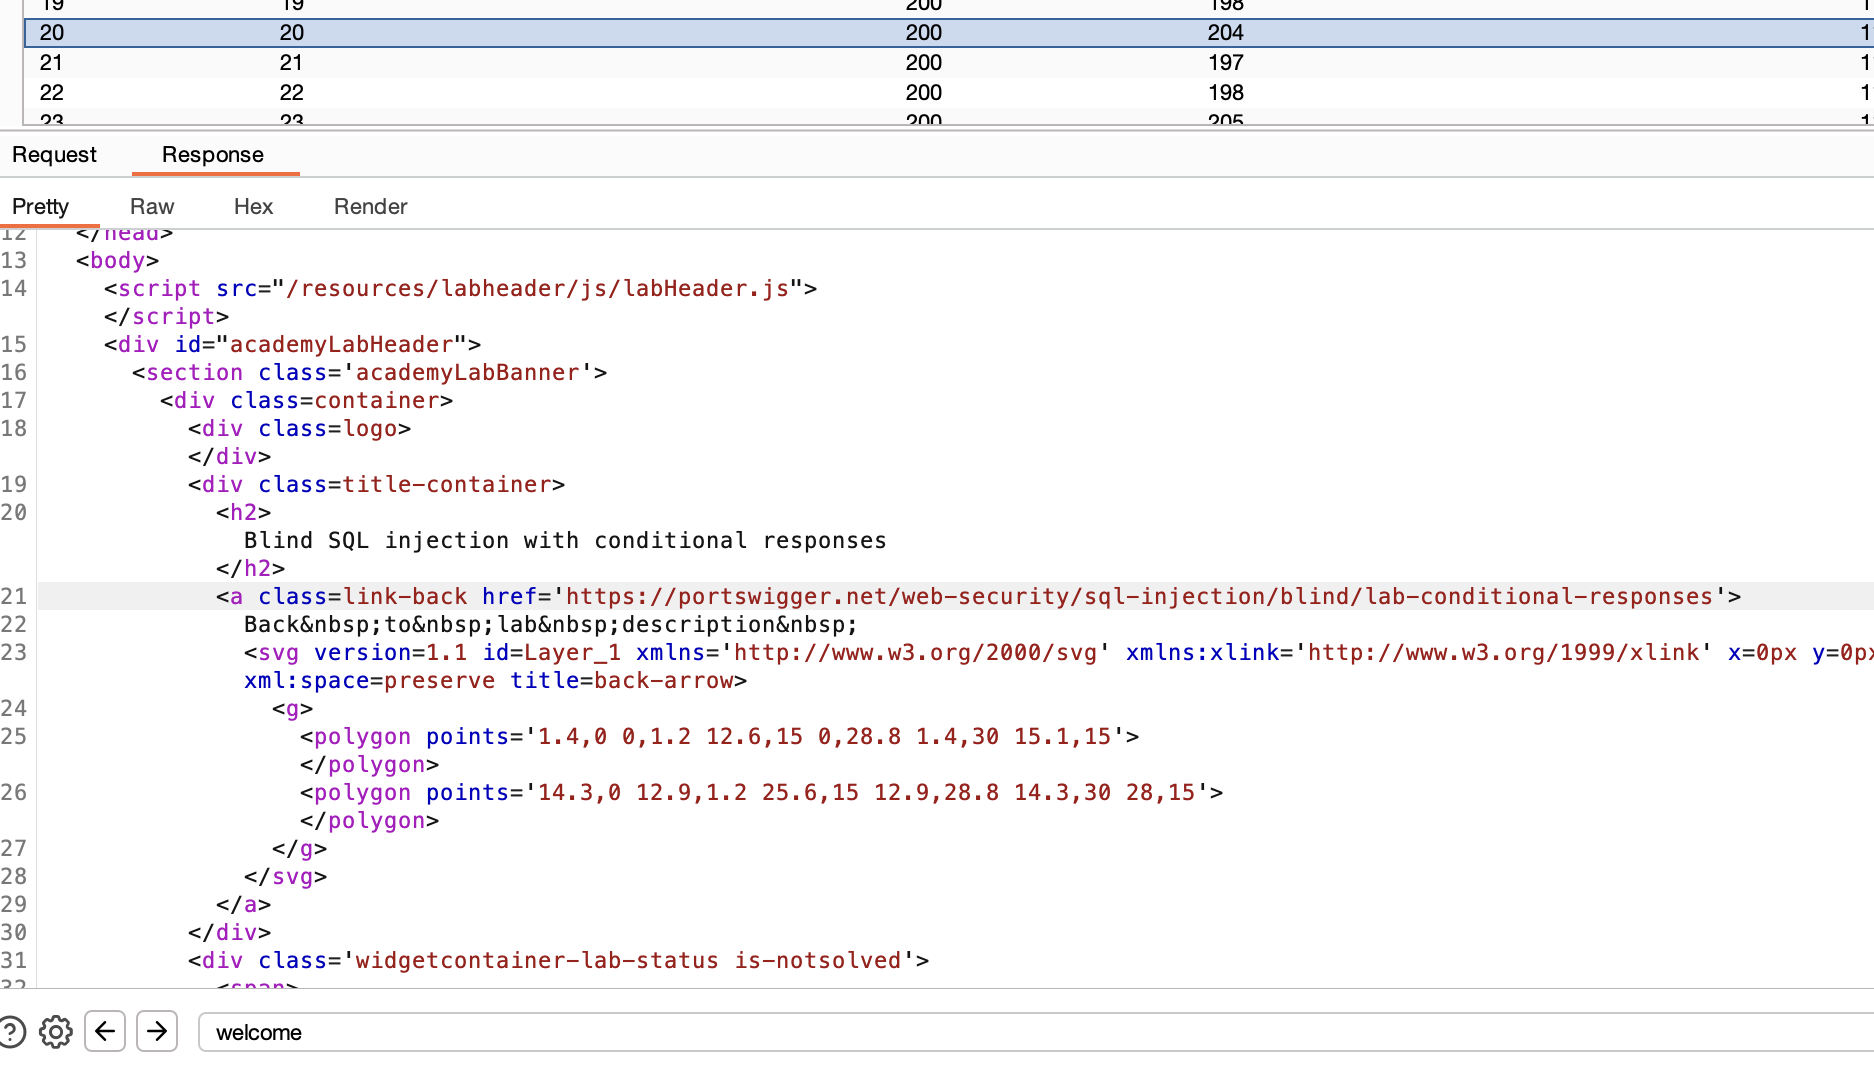 19 19 200 198 1
20 20 200 204 1
21 21 200 197 1
22 22 200 198 1
23 23 200 205 1
Request Response
Pretty Raw Hex Render
12 </head>
13 <body>
14 <script src="/resources/labheader/js/labHeader.js">
</script>
15 <div id="academyLabHeader">
16 <section class='academyLabBanner'>
17 <div class=container>
18 <div class=logo>
</div>
19 <div class=title-container>
20 <h2>
Blind SQL injection with conditional responses
</h2>
21 <a class=link-back href='https://portswigger.net/web-security/sql-injection/blind/lab-conditional-responses'>
22 Back&nbsp;to&nbsp;lab&nbsp;description&nbsp;
23 <svg version=1.1 id=Layer_1 xmlns='http://www.w3.org/2000/svg' xmlns:xlink='http://www.w3.org/1999/xlink' x=0px y=0px
xml:space=preserve title=back-arrow>
24 <g>
25 <polygon points='1.4,0 0,1.2 12.6,15 0,28.8 1.4,30 15.1,15'>
</polygon>
26 <polygon points='14.3,0 12.9,1.2 25.6,15 12.9,28.8 14.3,30 28,15'>
</polygon>
27 </g>
28 </svg>
29 </a>
30 </div>
31 <div class='widgetcontainer-lab-status is-notsolved'>
32 <span>
welcome